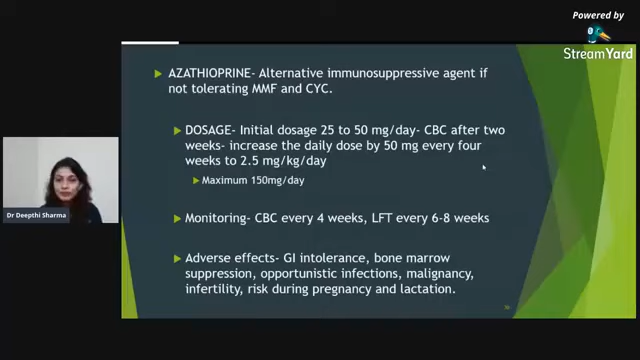 Powered by
StreamYard
AZATHIOPRINE- Alternative immunosuppressive agent if
not tolerating MMF and CYC.
DOSAGE- Initial dosage 25 to 50 mg/day- CBC after two
weeks- increase the daily dose by 50 mg every four
weeks to 2.5 mg/kg/day
Maximum 150mg/day
Monitoring- CBC every 4 weeks, LFT every 6-8 weeks
Adverse effects- GI intolerance, bone marrow
suppression, opportunistic infections, malignancy,
infertility, risk during pregnancy and lactation.
Dr Deepthi Sharma